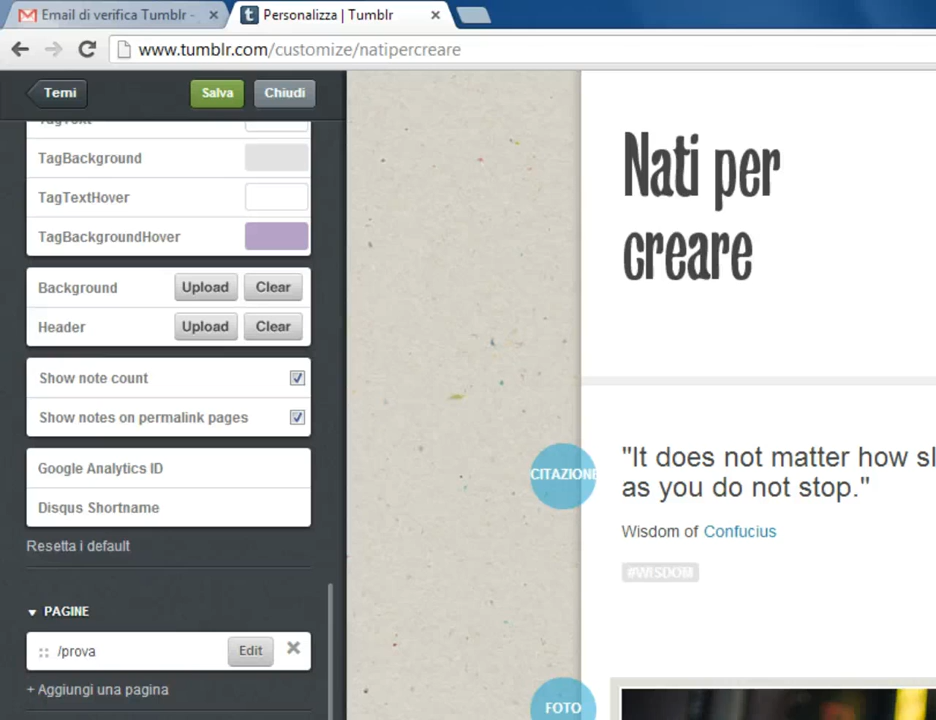 Email di verifica Tumblr -
Personalizza | Tumblr
www.tumblr.com/customize/natipercreare
Temi
Salva
Chiudi
TagText
TagBackground
TagTextHover
TagBackgroundHover
Background
Upload
Clear
Header
Upload
Clear
Show note count
Show notes on permalink pages
Google Analytics ID
Disqus Shortname
Resetta i default
PAGINE
/prova
Edit
+ Aggiungi una pagina
Nati per
creare
CITAZIONE
"It does not matter how sl
as you do not stop."
Wisdom of Confucius
#WISDOM
FOTO